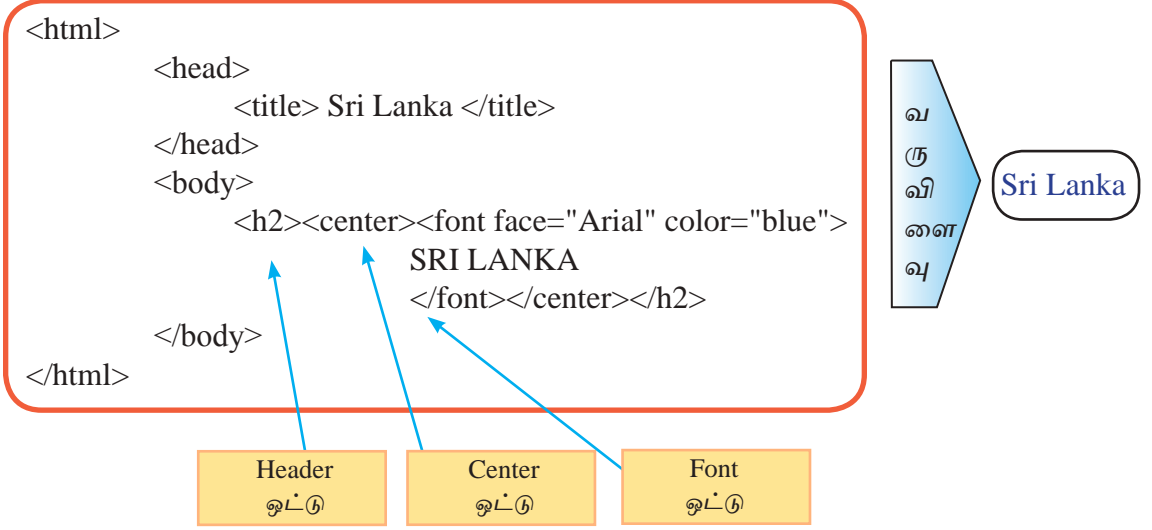 <html>
<head>
<title> Sri Lanka </title>
</head>
<body>
<h2><center><font face="Arial" color="blue">
SRI LANKA
</font></center></h2>
</body>
</html>
வ
ரு
வி
ளை
வு
Sri Lanka
Header
ஒட்டு
Center
ஒட்டு
Font
ஒட்டு